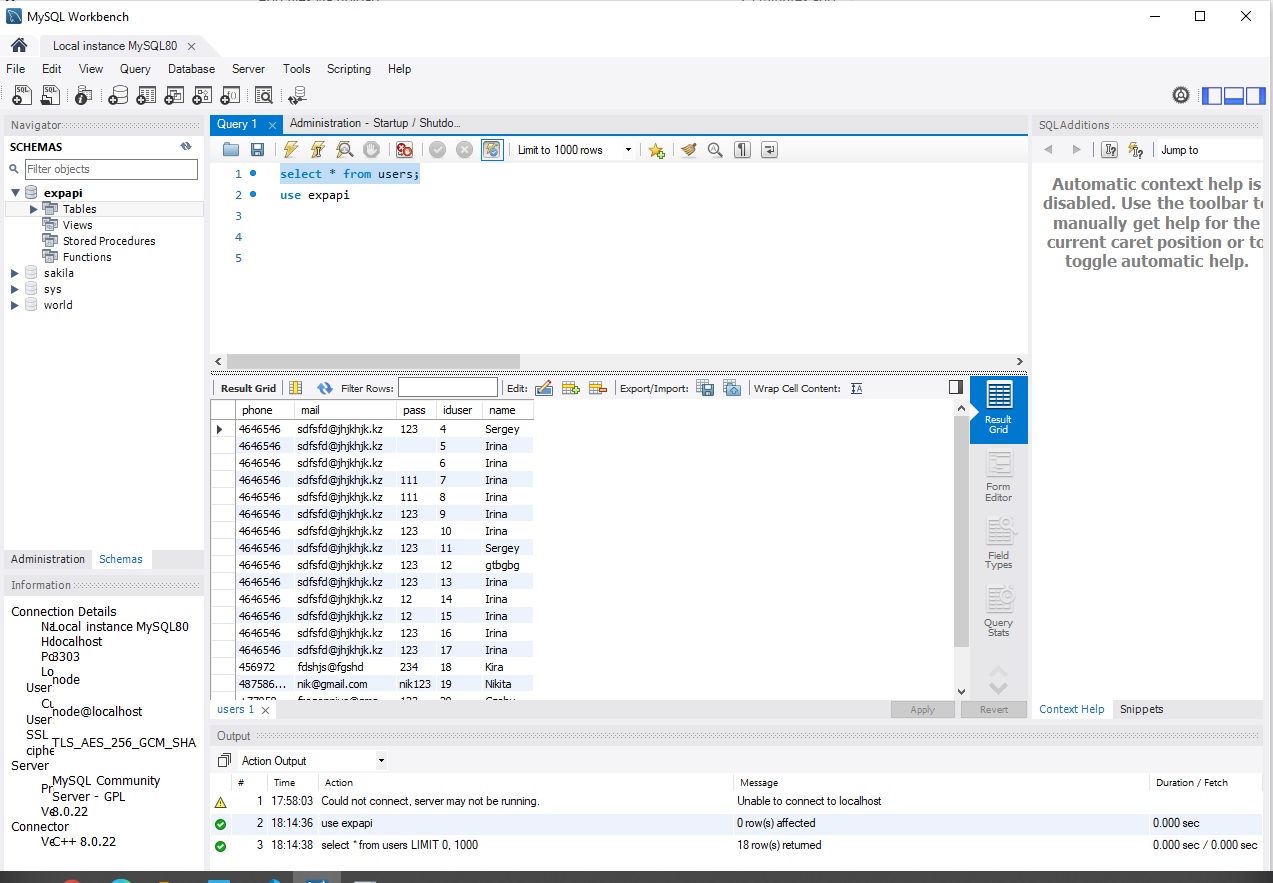 MySQL Workbench
Local instance MySQL80
File Edit View Query Database Server Tools Scripting Help
Navigator
SCHEMAS
Filter objects
expapi
Tables
Views
Stored Procedures
Functions
sakila
sys
world
Administration Schemas
Information
Connection Details
Local instance MySQL80
localhost
3303
node
User
node@localhost
User
SSL
TLS_AES_256_GCM_SHA
ciphe
Server
MySQL Community
Server - GPL
8.0.22
Connector
C++ 8.0.22
Query 1 Administration - Startup / Shutdo...
Limit to 1000 rows
1 select * from users;
2 use expapi
3
4
5
Result Grid Filter Rows: Edit: Export/Import: Wrap Cell Content:
phone mail pass iduser name
4646546 sdfsfd@jhjkhjk.kz 123 4 Sergey
4646546 sdfsfd@jhjkhjk.kz 5 Irina
4646546 sdfsfd@jhjkhjk.kz 6 Irina
4646546 sdfsfd@jhjkhjk.kz 111 7 Irina
4646546 sdfsfd@jhjkhjk.kz 111 8 Irina
4646546 sdfsfd@jhjkhjk.kz 123 9 Irina
4646546 sdfsfd@jhjkhjk.kz 123 10 Irina
4646546 sdfsfd@jhjkhjk.kz 123 11 Sergey
4646546 sdfsfd@jhjkhjk.kz 123 12 gtbgbg
4646546 sdfsfd@jhjkhjk.kz 123 13 Irina
4646546 sdfsfd@jhjkhjk.kz 12 14 Irina
4646546 sdfsfd@jhjkhjk.kz 12 15 Irina
4646546 sdfsfd@jhjkhjk.kz 123 16 Irina
4646546 sdfsfd@jhjkhjk.kz 123 17 Irina
456972 fdshjs@fgshd 234 18 Kira
487586... nik@gmail.com nik123 19 Nikita
Result
Grid
Form
Editor
Field
Types
Query
Stats
users 1 Apply Revert
SQLAdditions
Jump to
Automatic context help is
disabled. Use the toolbar to
manually get help for the
current caret position or to
toggle automatic help.
Context Help Snippets
Output
Action Output
# Time Action Message Duration / Fetch
1 17:58:03 Could not connect, server may not be running. Unable to connect to localhost
2 18:14:36 use expapi 0 row(s) affected 0.000 sec
3 18:14:38 select * from users LIMIT 0, 1000 18 row(s) returned 0.000 sec / 0.000 sec